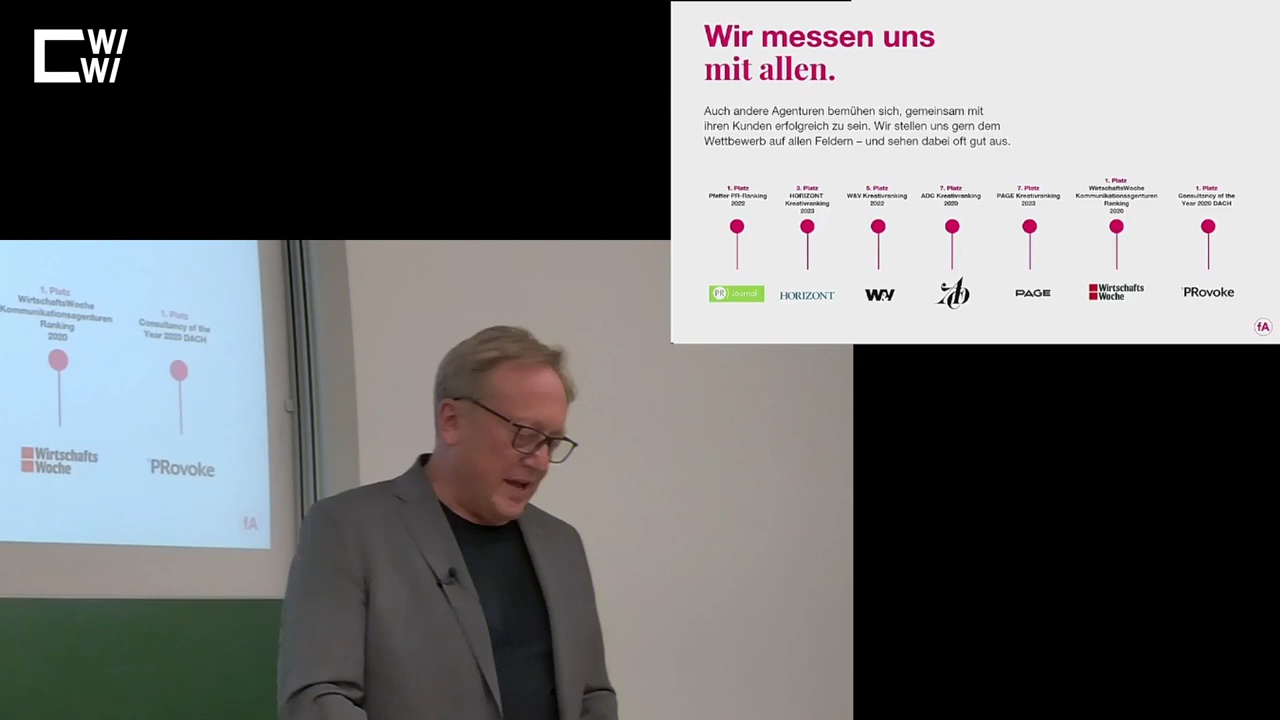 CW/
W/
Wir messen uns
mit allen.
Auch andere Agenturen bemühen sich, gemeinsam mit
ihren Kunden erfolgreich zu sein. Wir stellen uns gern dem
Wettbewerb auf allen Feldern – und sehen dabei oft gut aus.
1. Platz
Pfeffer PR-Ranking
2022
3. Platz
HORIZONT
Kreativranking
2023
5. Platz
W&V Kreativranking
2022
7. Platz
ADC Kreativranking
2020
7. Platz
PAGE Kreativranking
2023
1. Platz
WirtschaftsWoche
Kommunikationsagenturen
Ranking
2020
1. Platz
Consultancy of the
Year 2020 DACH
PR Journal
HORIZONT
W&V
PAGE
Wirtschafts
Woche
PRovoke
fA
1. Platz
WirtschaftsWoche
Kommunikationsagenturen
Ranking
2020
1. Platz
Consultancy of the
Year 2020 DACH
Wirtschafts
Woche
PRovoke
fA